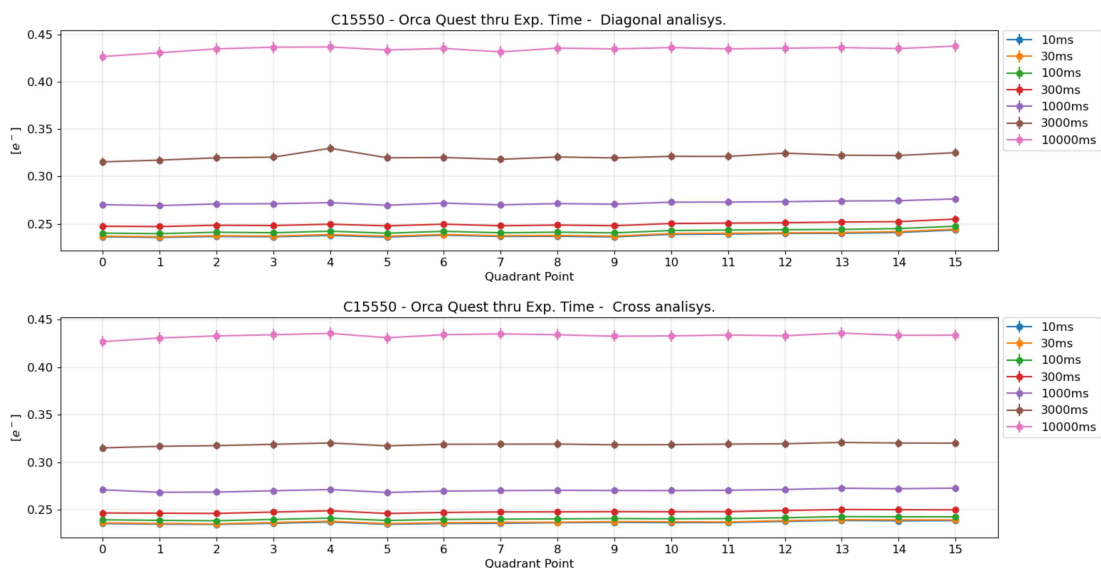 C15550 - Orca Quest thru Exp. Time -  Diagonal analisys.
0.45
0.40
0.35
0.30
0.25
[e⁻]
0 1 2 3 4 5 6 7 8 9 10 11 12 13 14 15
Quadrant Point
10ms
30ms
100ms
300ms
1000ms
3000ms
10000ms
C15550 - Orca Quest thru Exp. Time -  Cross analisys.
0.45
0.40
0.35
0.30
0.25
[e⁻]
0 1 2 3 4 5 6 7 8 9 10 11 12 13 14 15
Quadrant Point
10ms
30ms
100ms
300ms
1000ms
3000ms
10000ms